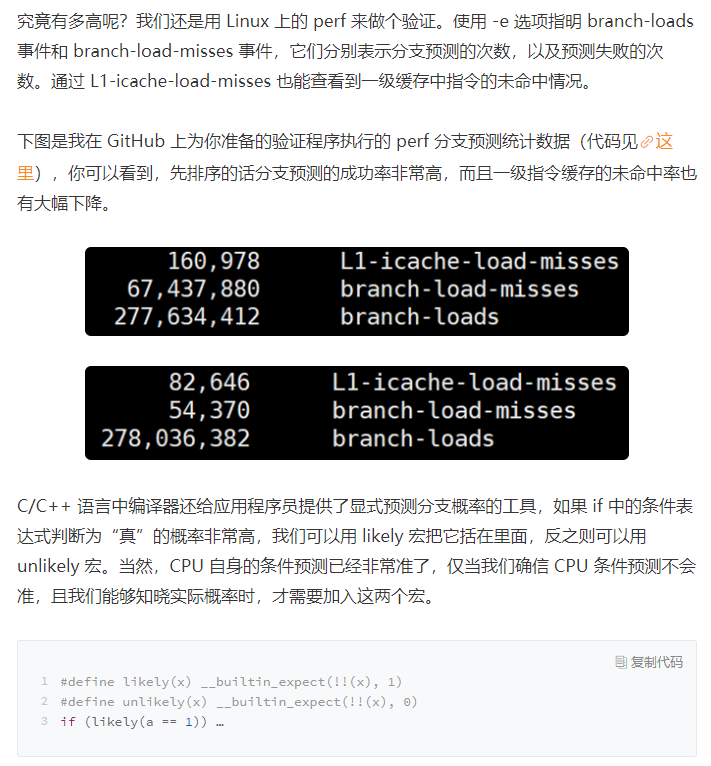 究竟有多高呢？我们还是用 Linux 上的 perf 来做个验证。使用 -e 选项指明 branch-loads
事件和 branch-load-misses 事件，它们分别表示分支预测的次数，以及预测失败的次
数。通过 L1-icache-load-misses 也能查看到一级缓存中指令的未命中情况。
下图是我在 GitHub 上为你准备的验证程序执行的 perf 分支预测统计数据（代码见这
里），你可以看到，先排序的话分支预测的成功率非常高，而且一级指令缓存的未命中率也
有大幅下降。
160,978 L1-icache-load-misses
67,437,880 branch-load-misses
277,634,412 branch-loads
82,646 L1-icache-load-misses
54,370 branch-load-misses
278,036,382 branch-loads
C/C++ 语言中编译器还给应用程序员提供了显式预测分支概率的工具，如果 if 中的条件表
达式判断为“真”的概率非常高，我们可以用 likely 宏把它括在里面，反之则可以用
unlikely 宏。当然，CPU 自身的条件预测已经非常准了，仅当我们确信 CPU 条件预测不会
准，且我们能够知晓实际概率时，才需要加入这两个宏。
复制代码
1 #define likely(x) __builtin_expect(!!(x), 1)
2 #define unlikely(x) __builtin_expect(!!(x), 0)
3 if (likely(a == 1)) …